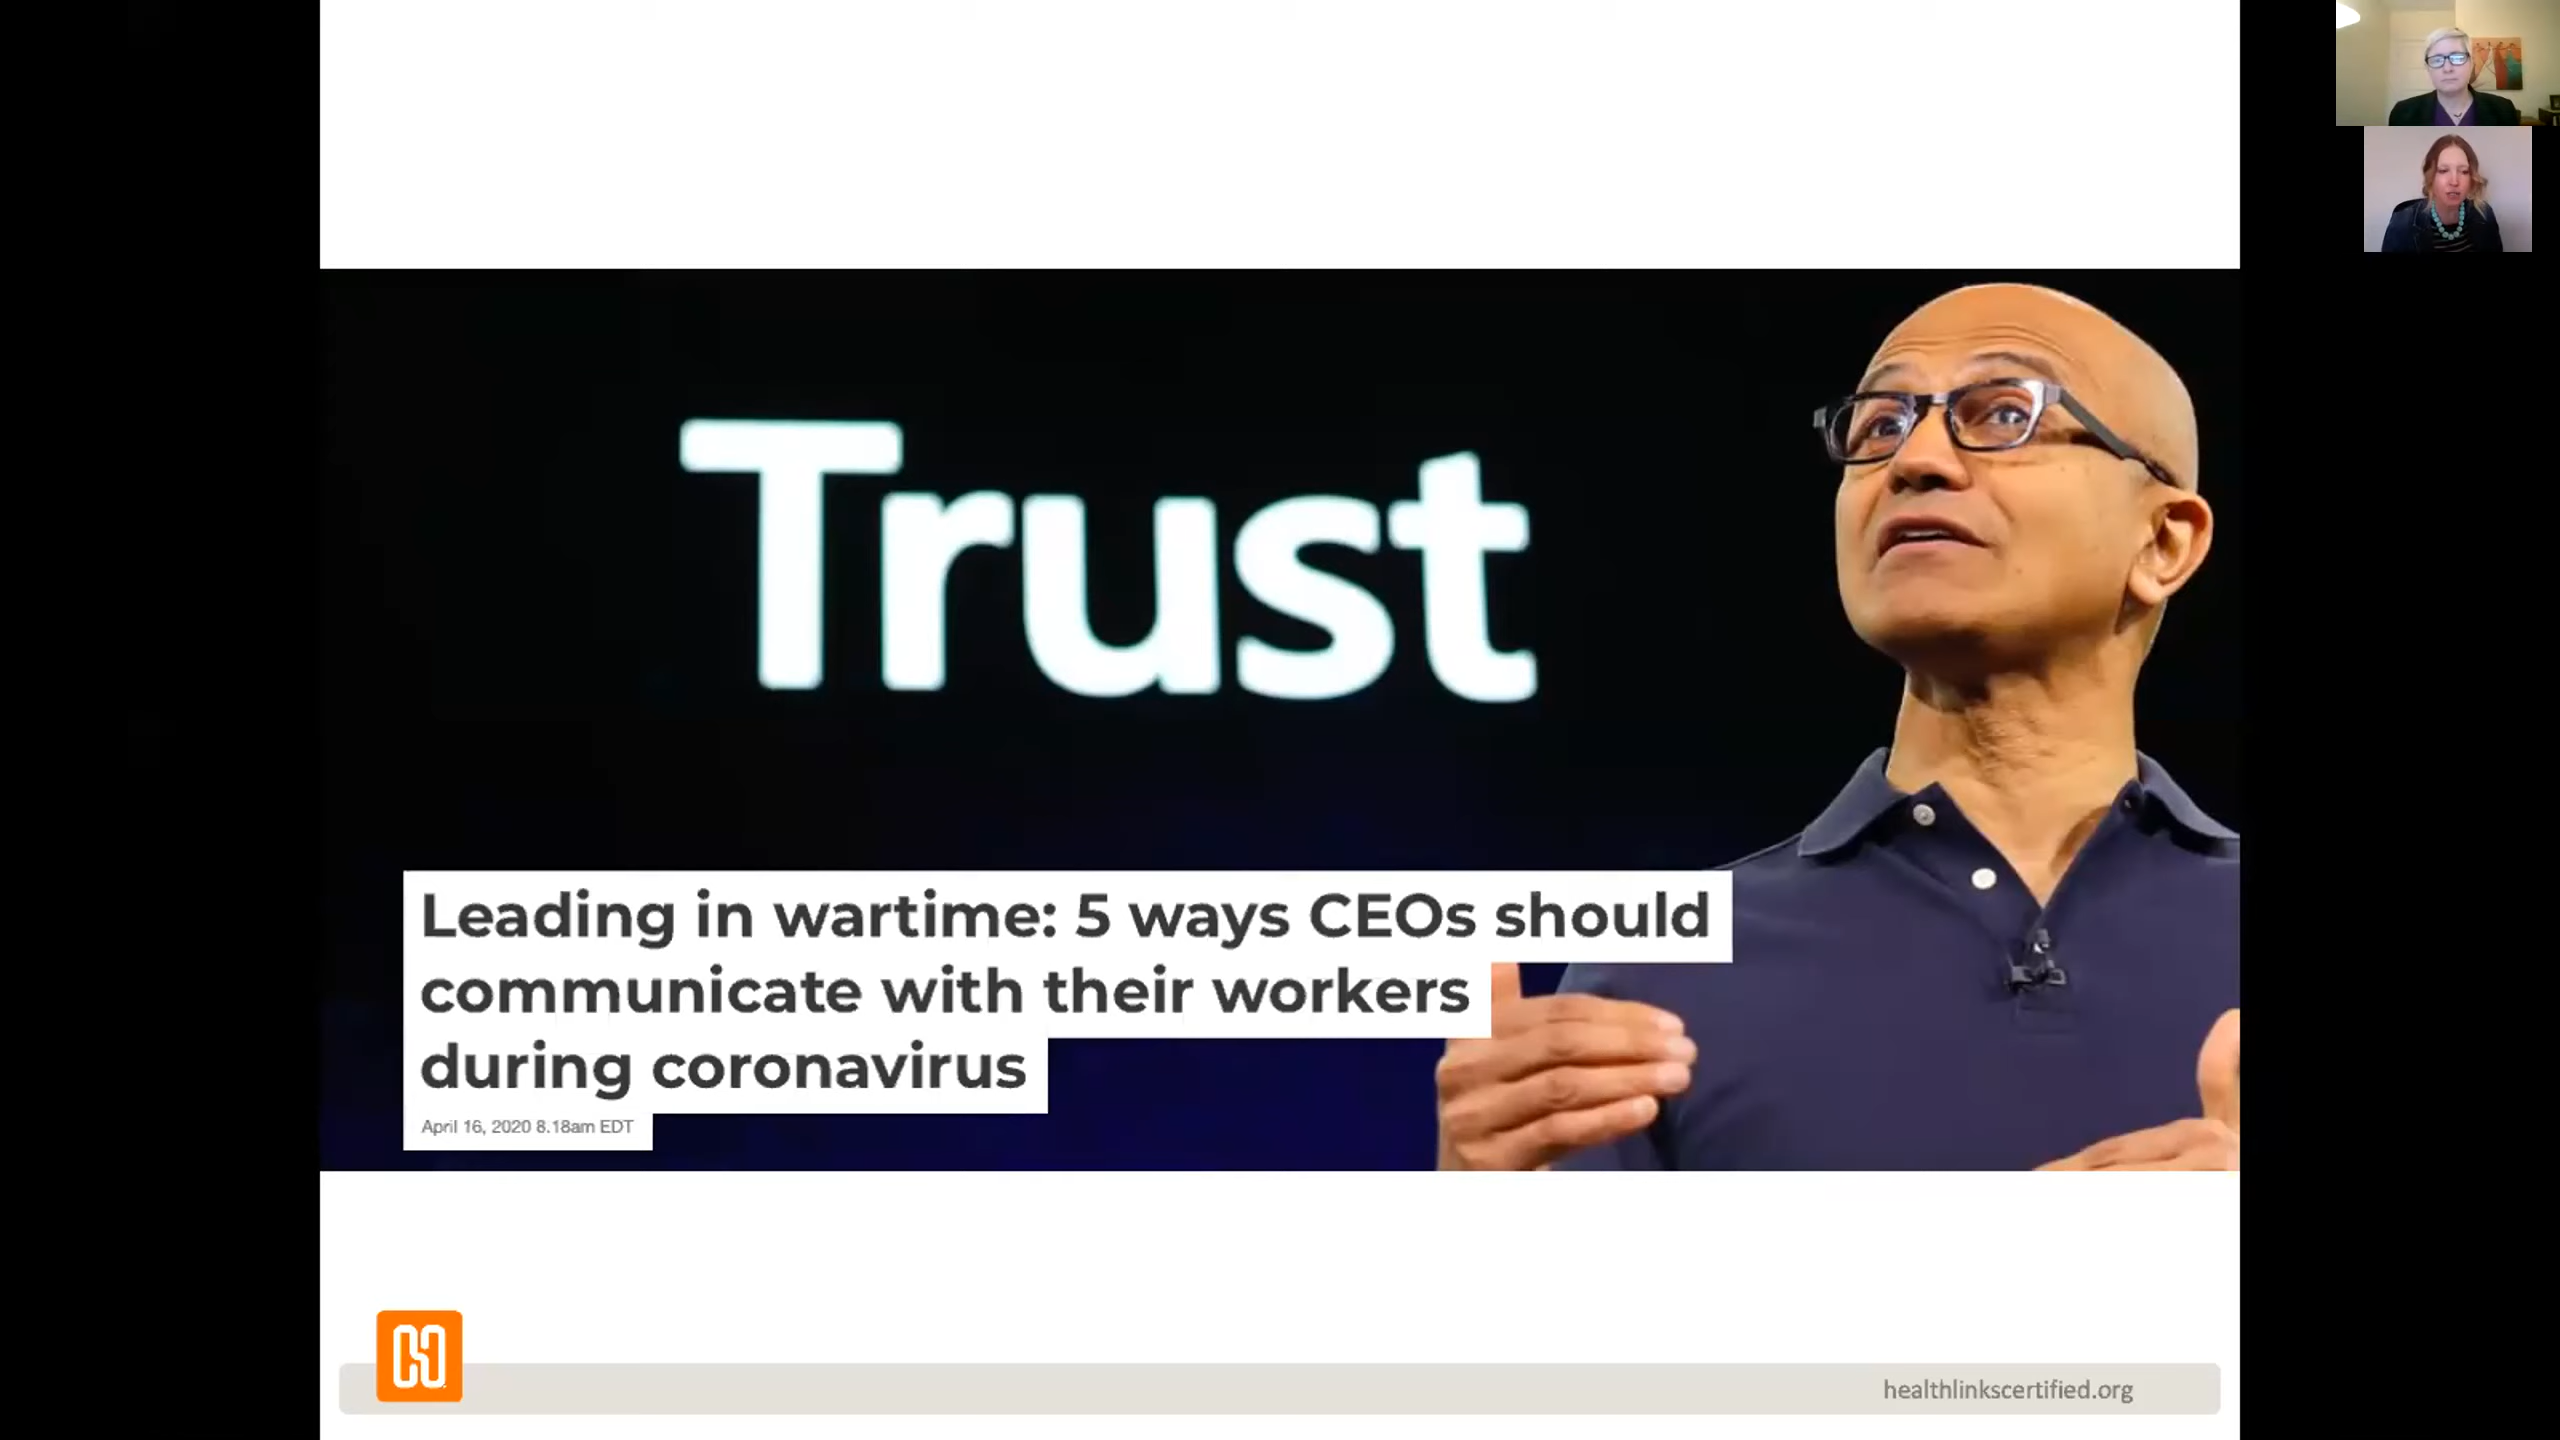 Trust
Leading in wartime: 5 ways CEOs should
communicate with their workers
during coronavirus
April 16, 2020 8.18am EDT
healthlinkscertified.org